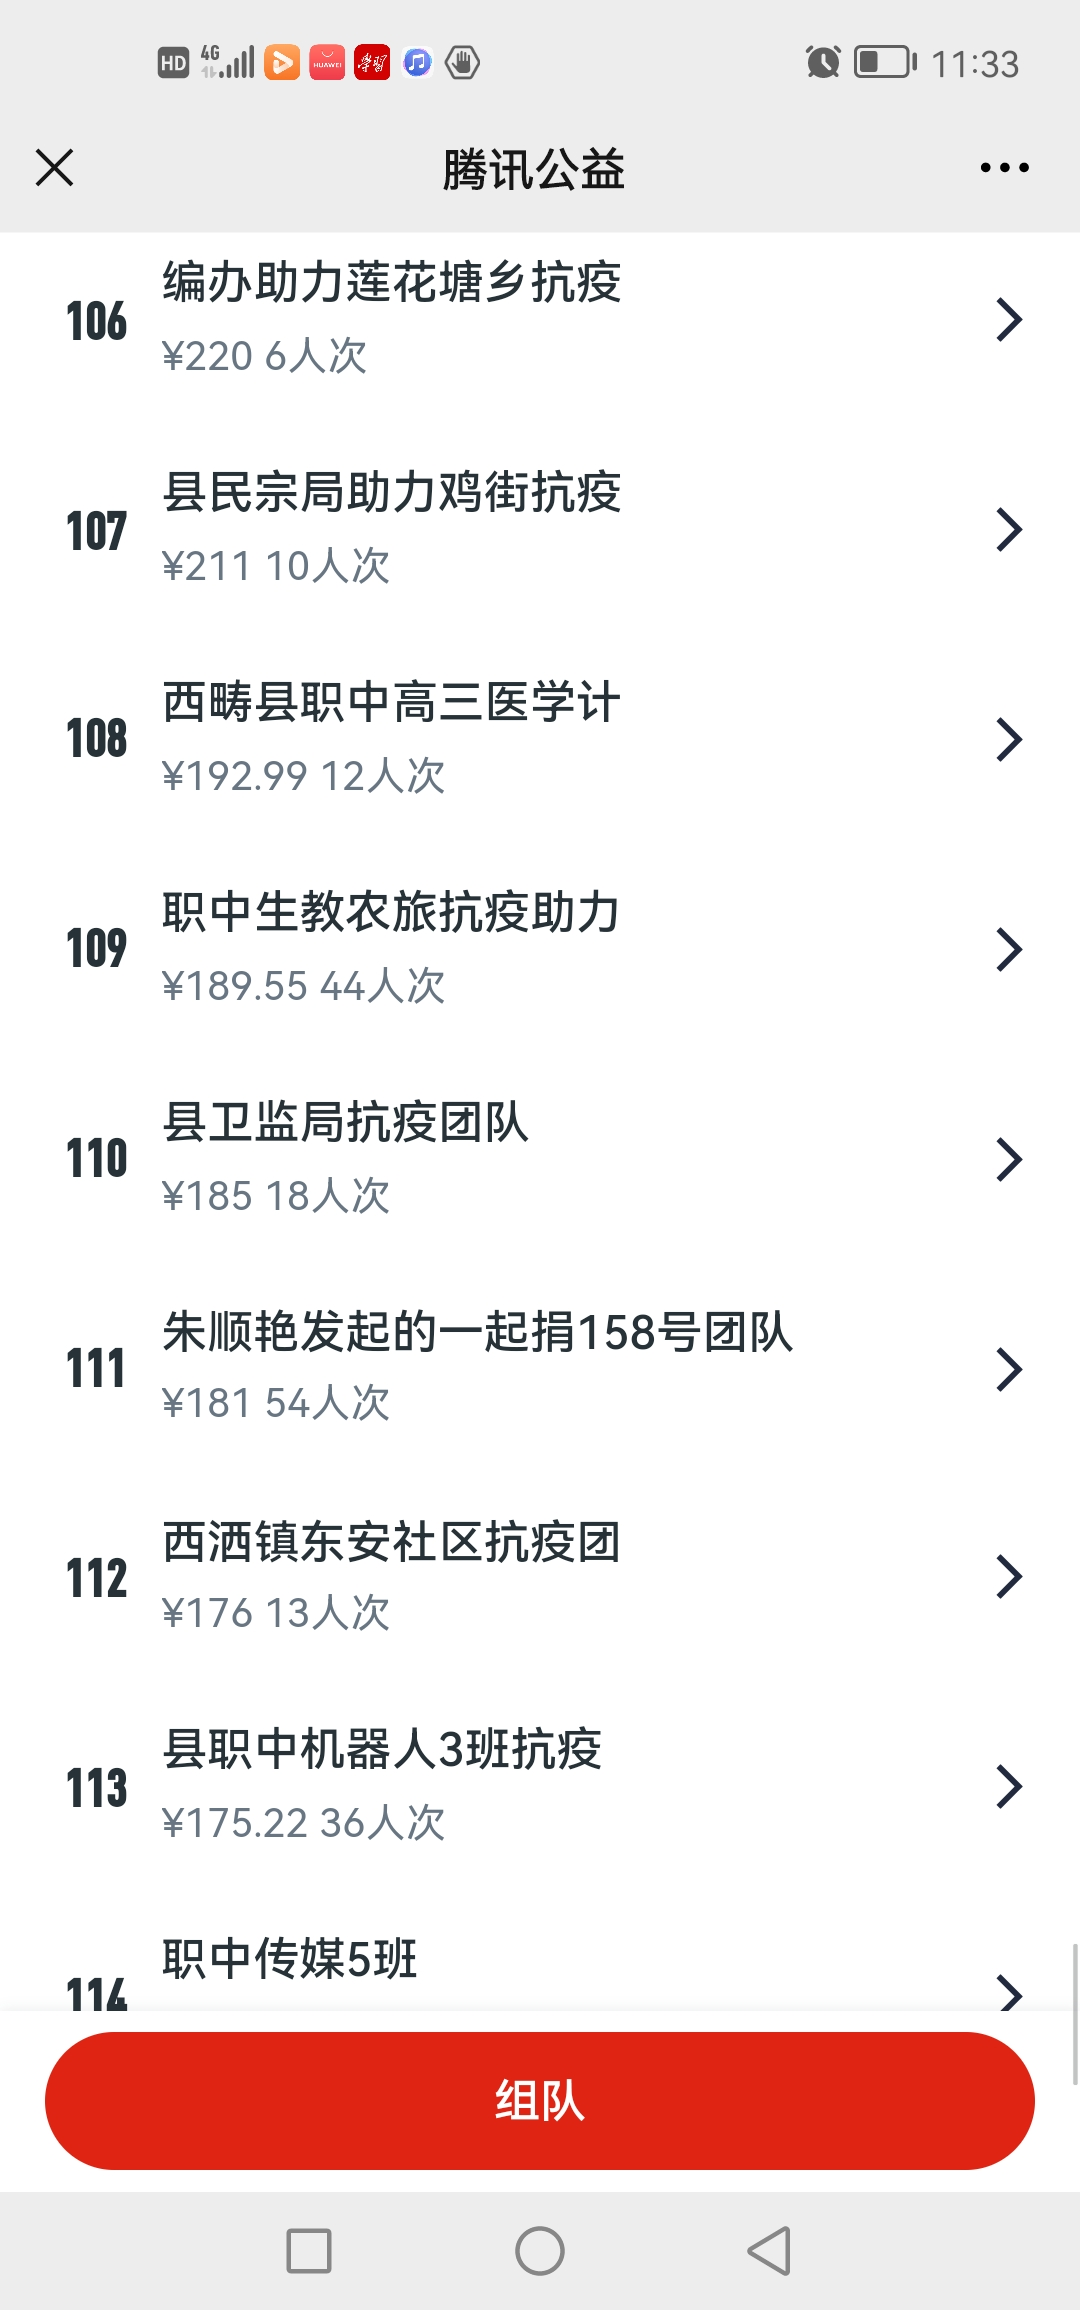 HD 4G HUAWEI 学习 11:33
腾讯公益
106
编办助力莲花塘乡抗疫
¥220 6人次
107
县民宗局助力鸡街抗疫
¥211 10人次
108
西畴县职中高三医学计
¥192.99 12人次
109
职中生教农旅抗疫助力
¥189.55 44人次
110
县卫监局抗疫团队
¥185 18人次
111
朱顺艳发起的一起捐158号团队
¥181 54人次
112
西洒镇东安社区抗疫团
¥176 13人次
113
县职中机器人3班抗疫
¥175.22 36人次
114
职中传媒5班
组队